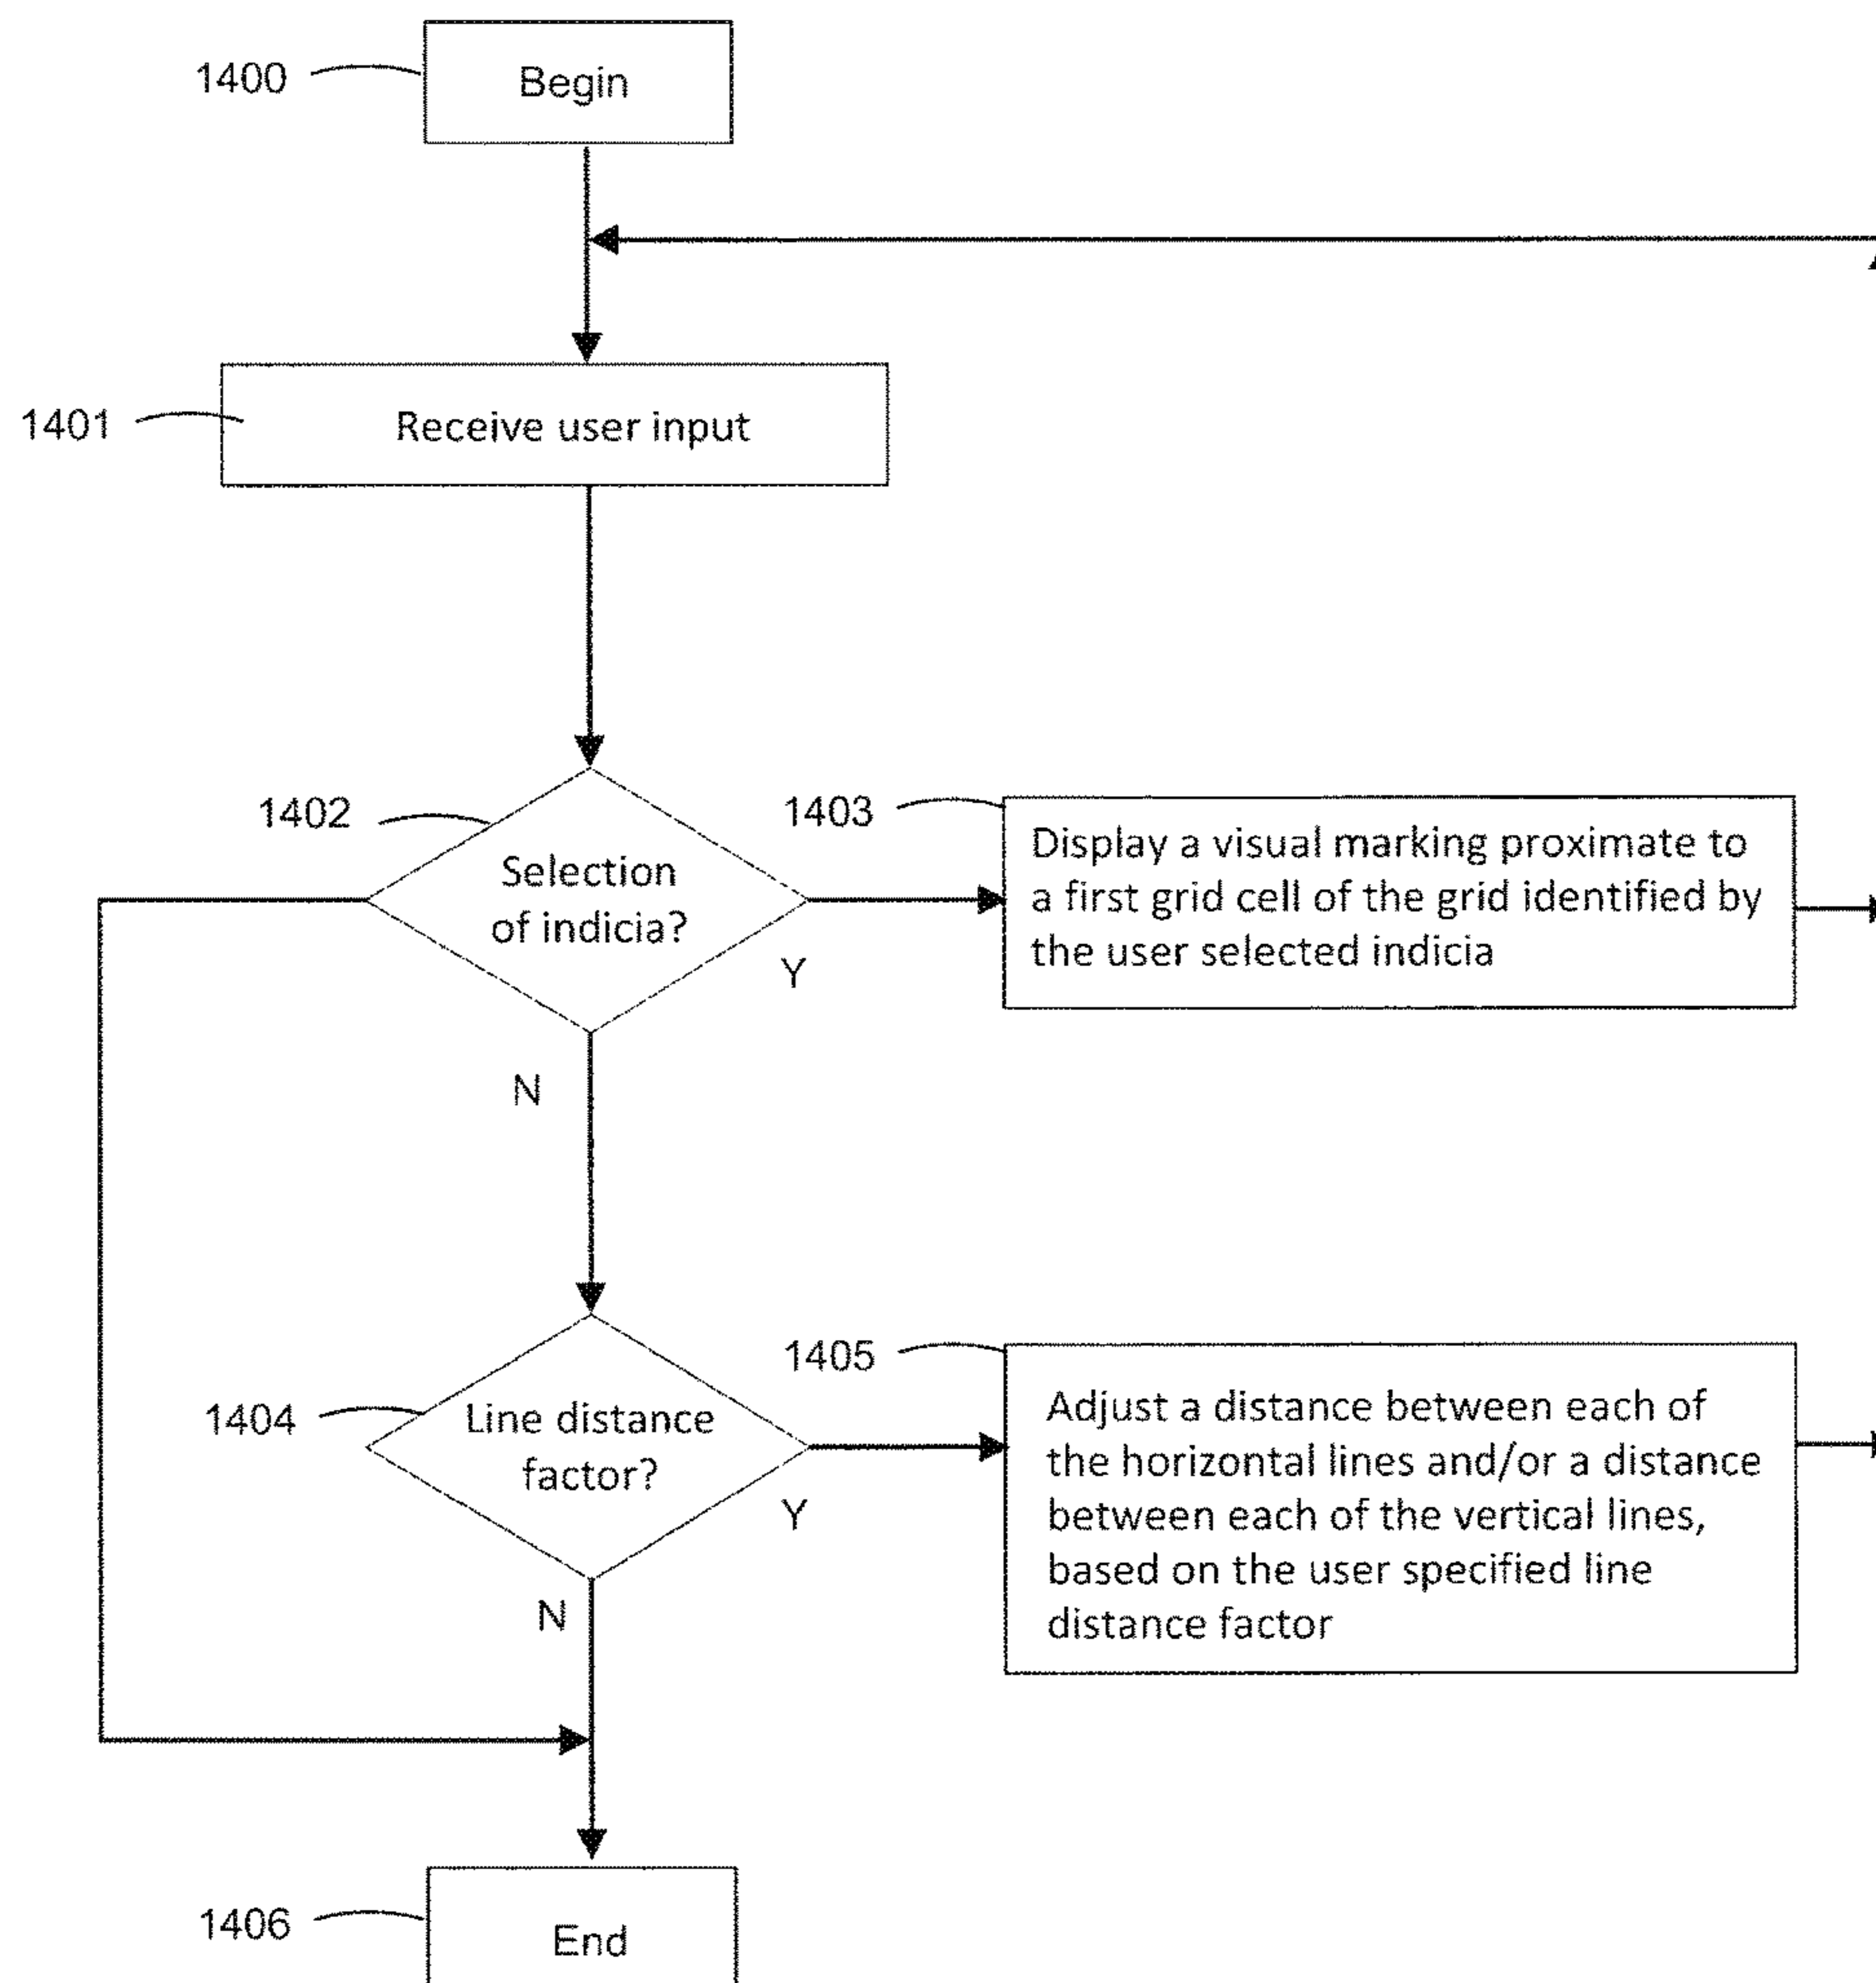 1400
Begin
1401
Receive user input
1402
Selection
of indicia?
Y
N
1403
Display a visual marking proximate to
a first grid cell of the grid identified by
the user selected indicia
1404
Line distance
factor?
Y
N
1405
Adjust a distance between each of
the horizontal lines and/or a distance
between each of the vertical lines,
based on the user specified line
distance factor
1406
End